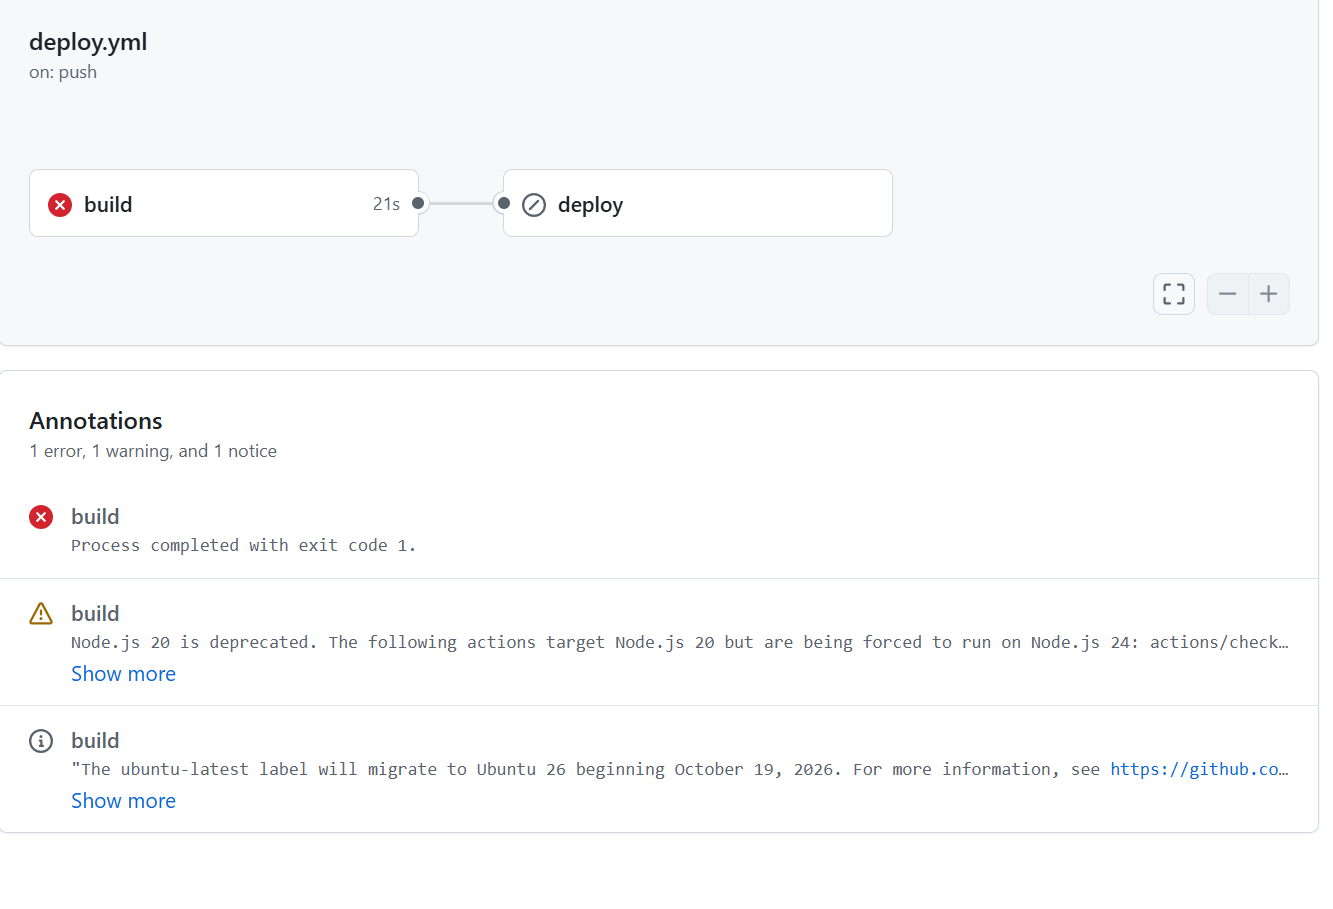 deploy.yml
on: push
build 21s deploy
Annotations
1 error, 1 warning, and 1 notice
build
Process completed with exit code 1.
build
Node.js 20 is deprecated. The following actions target Node.js 20 but are being forced to run on Node.js 24: actions/check…
Show more
build
"The ubuntu-latest label will migrate to Ubuntu 26 beginning October 19, 2026. For more information, see https://github.co…
Show more